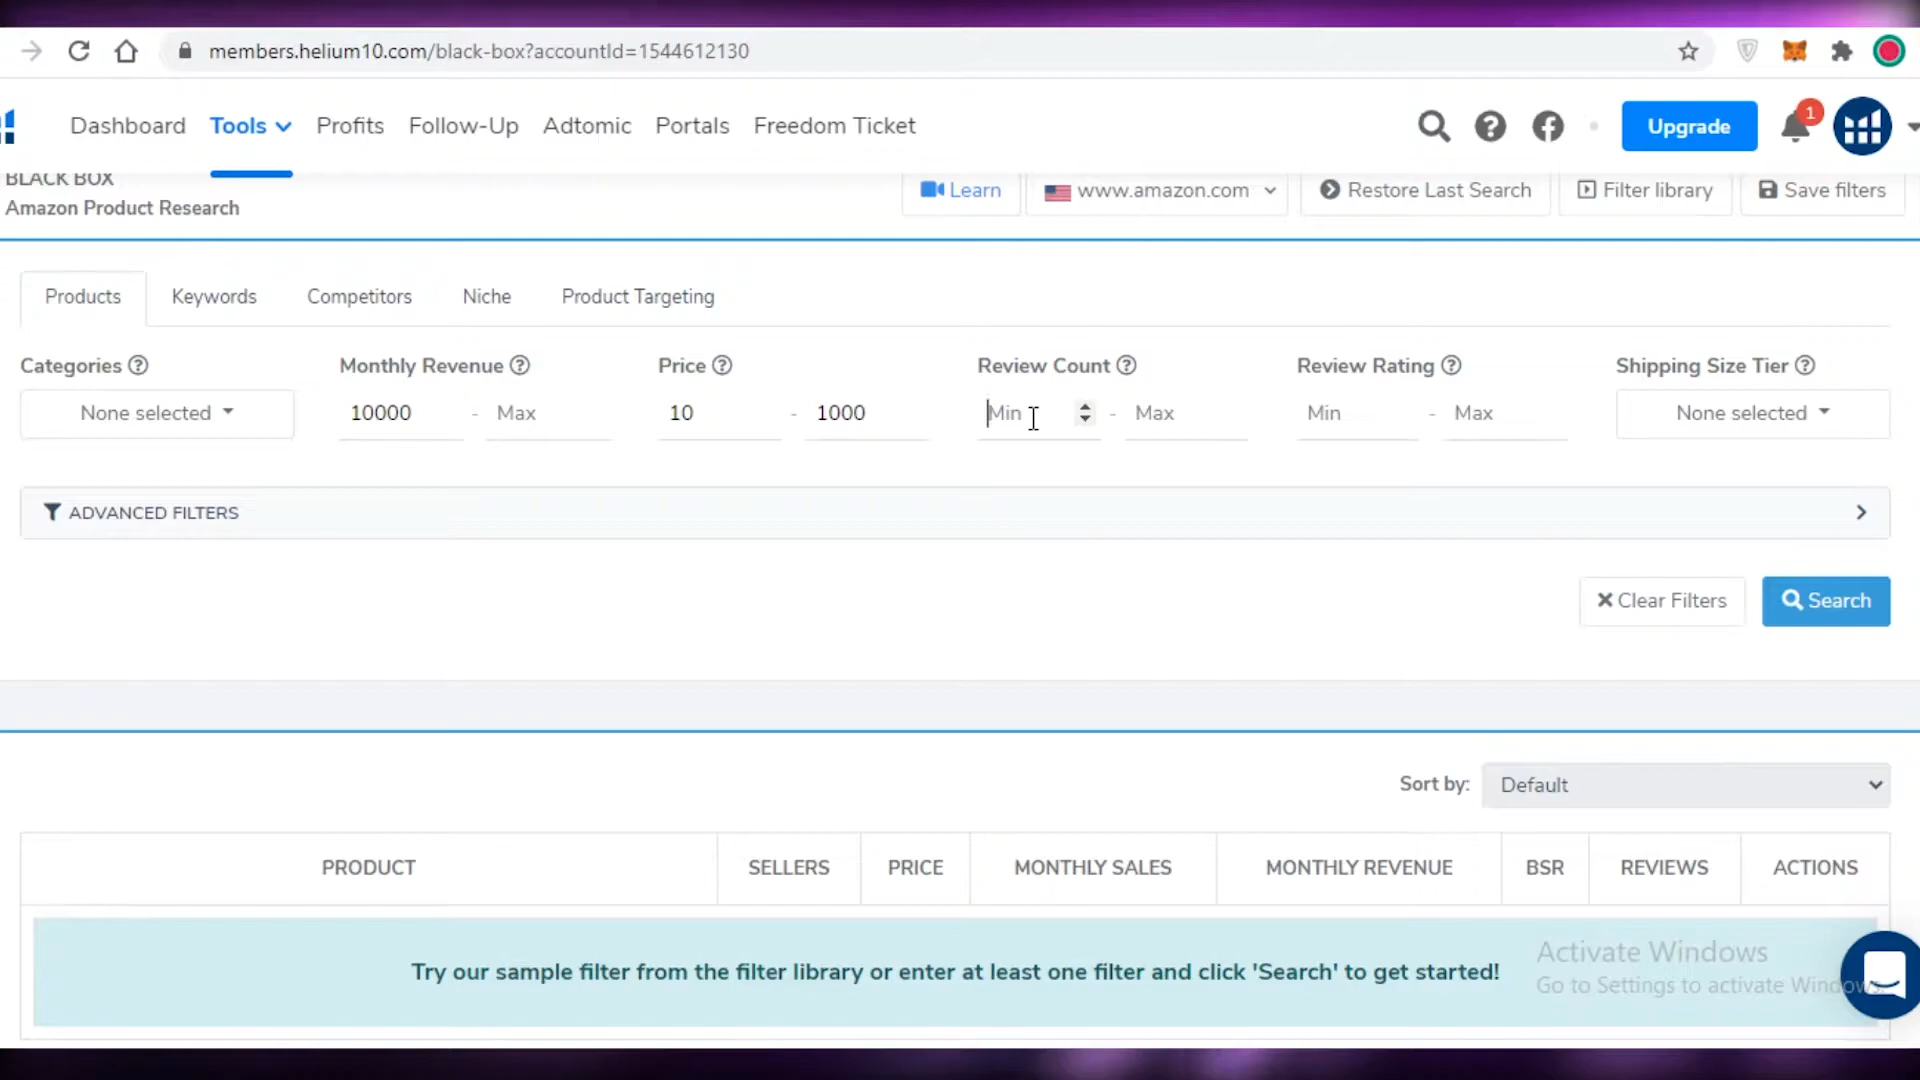 members.helium10.com/black-box?accountId=1544612130
Dashboard Tools Profits Follow-Up Adtomic Portals Freedom Ticket Upgrade 1
BLACK BOX
Amazon Product Research
Learn www.amazon.com Restore Last Search Filter library Save filters
Products Keywords Competitors Niche Product Targeting
Categories Monthly Revenue Price Review Count Review Rating Shipping Size Tier
None selected 10000 - Max 10 - 1000 Min - Max Min - Max None selected
ADVANCED FILTERS
Clear Filters Search
Sort by: Default
PRODUCT SELLERS PRICE MONTHLY SALES MONTHLY REVENUE BSR REVIEWS ACTIONS
Try our sample filter from the filter library or enter at least one filter and click 'Search' to get started!
Activate Windows
Go to Settings to activate Windows.